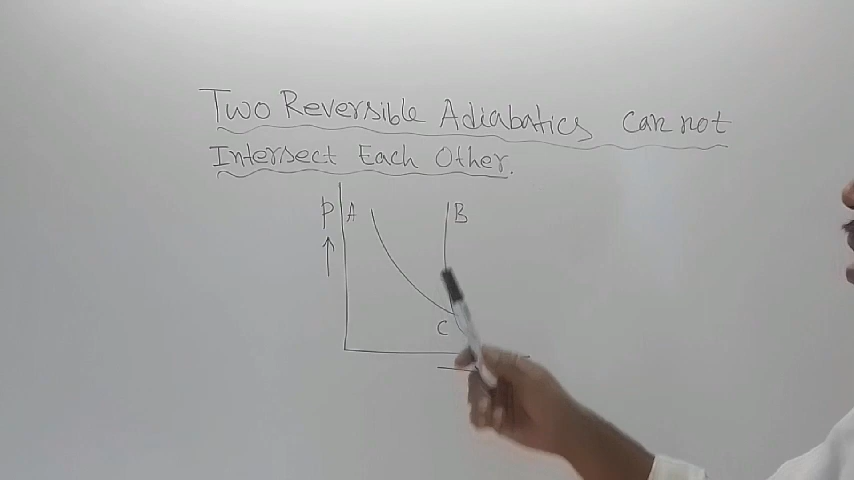 Two Reversible Adiabatics Can not
Intersect Each Other.
P A B
C